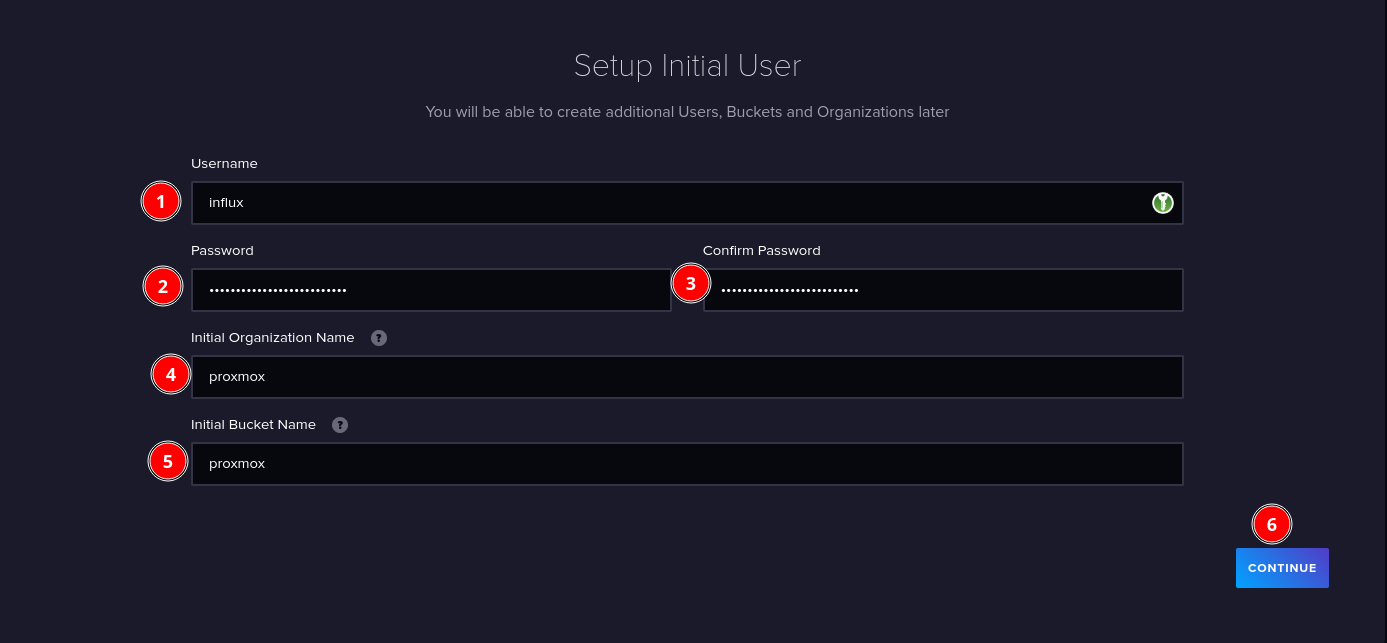 Setup Initial User
You will be able to create additional Users, Buckets and Organizations later
Username
1 influx
Password Confirm Password
2 •••••••••••••••••••••••••• 3 ••••••••••••••••••••••••••
Initial Organization Name ?
4 proxmox
Initial Bucket Name ?
5 proxmox
6
CONTINUE